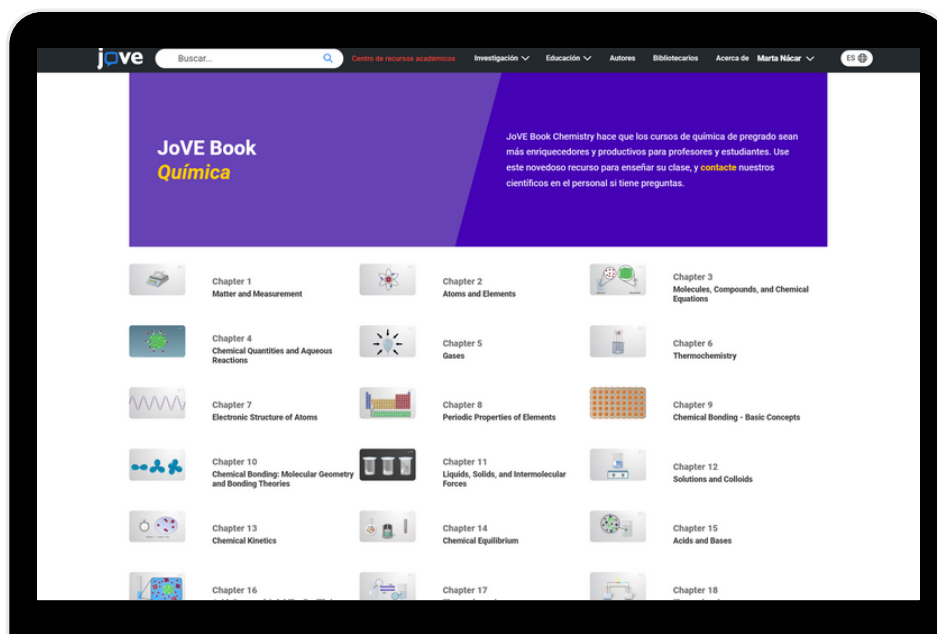 jove
Buscar...
Centro de recursos académicos
Investigación
Educación
Autores
Bibliotecarios
Acerca de
Marta Nácar
ES
JoVE Book
Química
JoVE Book Chemistry hace que los cursos de química de pregrado sean
más enriquecedores y productivos para profesores y estudiantes. Use
este novedoso recurso para enseñar su clase, y contacte nuestros
científicos en el personal si tiene preguntas.
Chapter 1
Matter and Measurement
Chapter 2
Atoms and Elements
Chapter 3
Molecules, Compounds, and Chemical
Equations
Chapter 4
Chemical Quantities and Aqueous
Reactions
Chapter 5
Gases
Chapter 6
Thermochemistry
Chapter 7
Electronic Structure of Atoms
Chapter 8
Periodic Properties of Elements
Chapter 9
Chemical Bonding - Basic Concepts
Chapter 10
Chemical Bonding: Molecular Geometry
and Bonding Theories
Chapter 11
Liquids, Solids, and Intermolecular
Forces
Chapter 12
Solutions and Colloids
Chapter 13
Chemical Kinetics
Chapter 14
Chemical Equilibrium
Chapter 15
Acids and Bases
Chapter 16
Chapter 17
Chapter 18